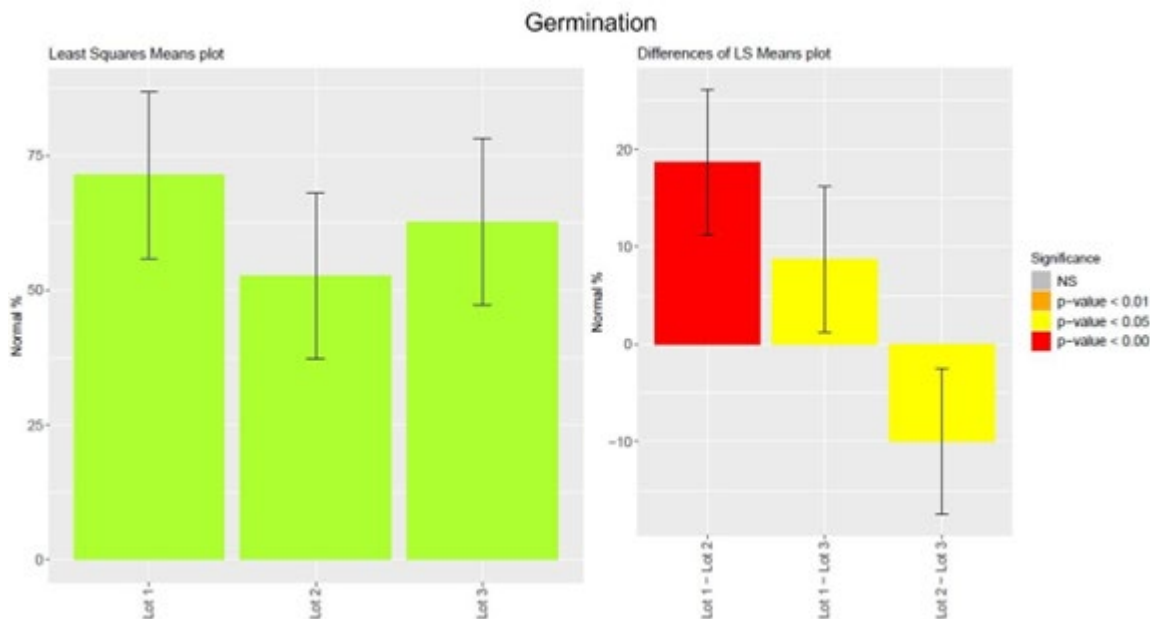 Germination
Least Squares Means plot
Normal %
75
50
25
0
Lot 1
Lot 2
Lot 3
Differences of LS Means plot
Normal %
20
10
0
−10
Lot 1 − Lot 2
Lot 1 − Lot 3
Lot 2 − Lot 3
Significance
NS
p−value < 0.01
p−value < 0.05
p−value < 0.00